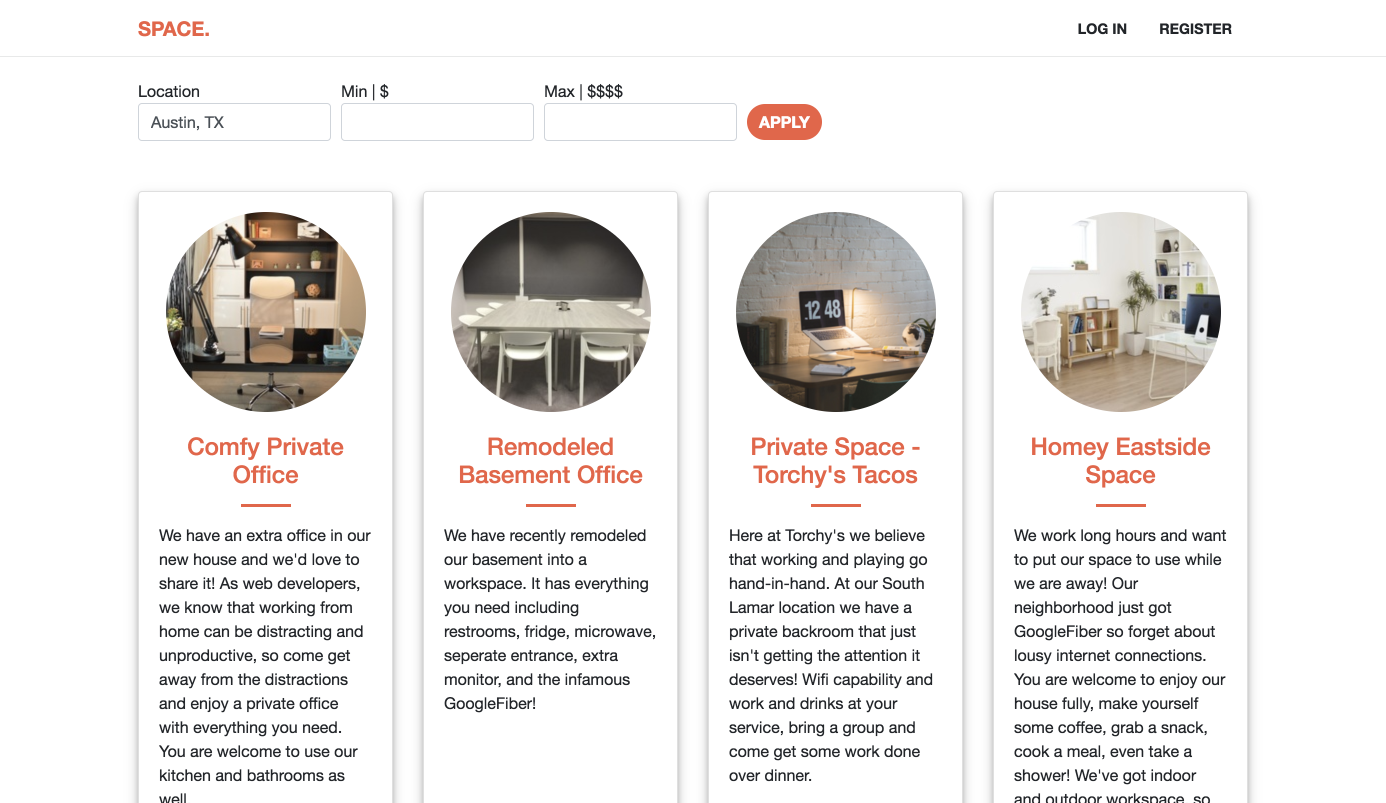 SPACE.
LOG IN
REGISTER
Location
Min | $
Max | $$$$
Austin, TX
APPLY
12 48
Comfy Private
Office
We have an extra office in our
new house and we'd love to
share it! As web developers,
we know that working from
home can be distracting and
unproductive, so come get
away from the distractions
and enjoy a private office
with everything you need.
You are welcome to use our
kitchen and bathrooms as
well.
Remodeled
Basement Office
We have recently remodeled
our basement into a
workspace. It has everything
you need including
restrooms, fridge, microwave,
seperate entrance, extra
monitor, and the infamous
GoogleFiber!
Private Space -
Torchy's Tacos
Here at Torchy's we believe
that working and playing go
hand-in-hand. At our South
Lamar location we have a
private backroom that just
isn't getting the attention it
deserves! Wifi capability and
work and drinks at your
service, bring a group and
come get some work done
over dinner.
Homey Eastside
Space
We work long hours and want
to put our space to use while
we are away! Our
neighborhood just got
GoogleFiber so forget about
lousy internet connections.
You are welcome to enjoy our
house fully, make yourself
some coffee, grab a snack,
cook a meal, even take a
shower! We've got indoor
and outdoor workspace, so